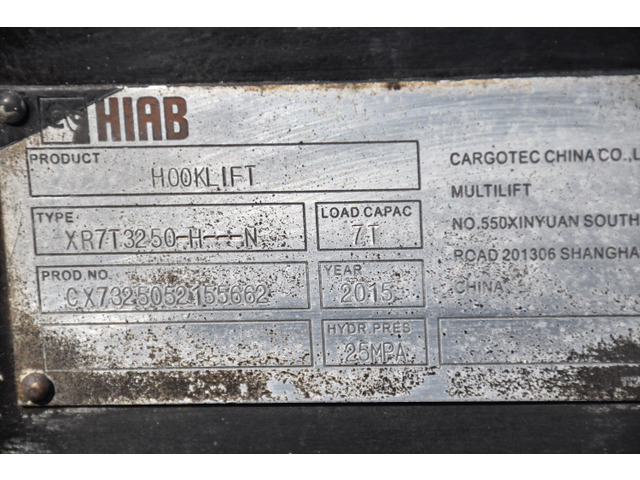 HIAB
PRODUCT
HOOKLIFT
TYPE
XR7T3250-H---N
LOAD CAPAC
7T
PROD NO.
CX7325052155662
YEAR
2015
HYDR PRES
25MPA
CARGOTEC CHINA CO., L
MULTILIFT
NO.550XINYUAN SOUTH
ROAD 201306 SHANGHA
CHINA